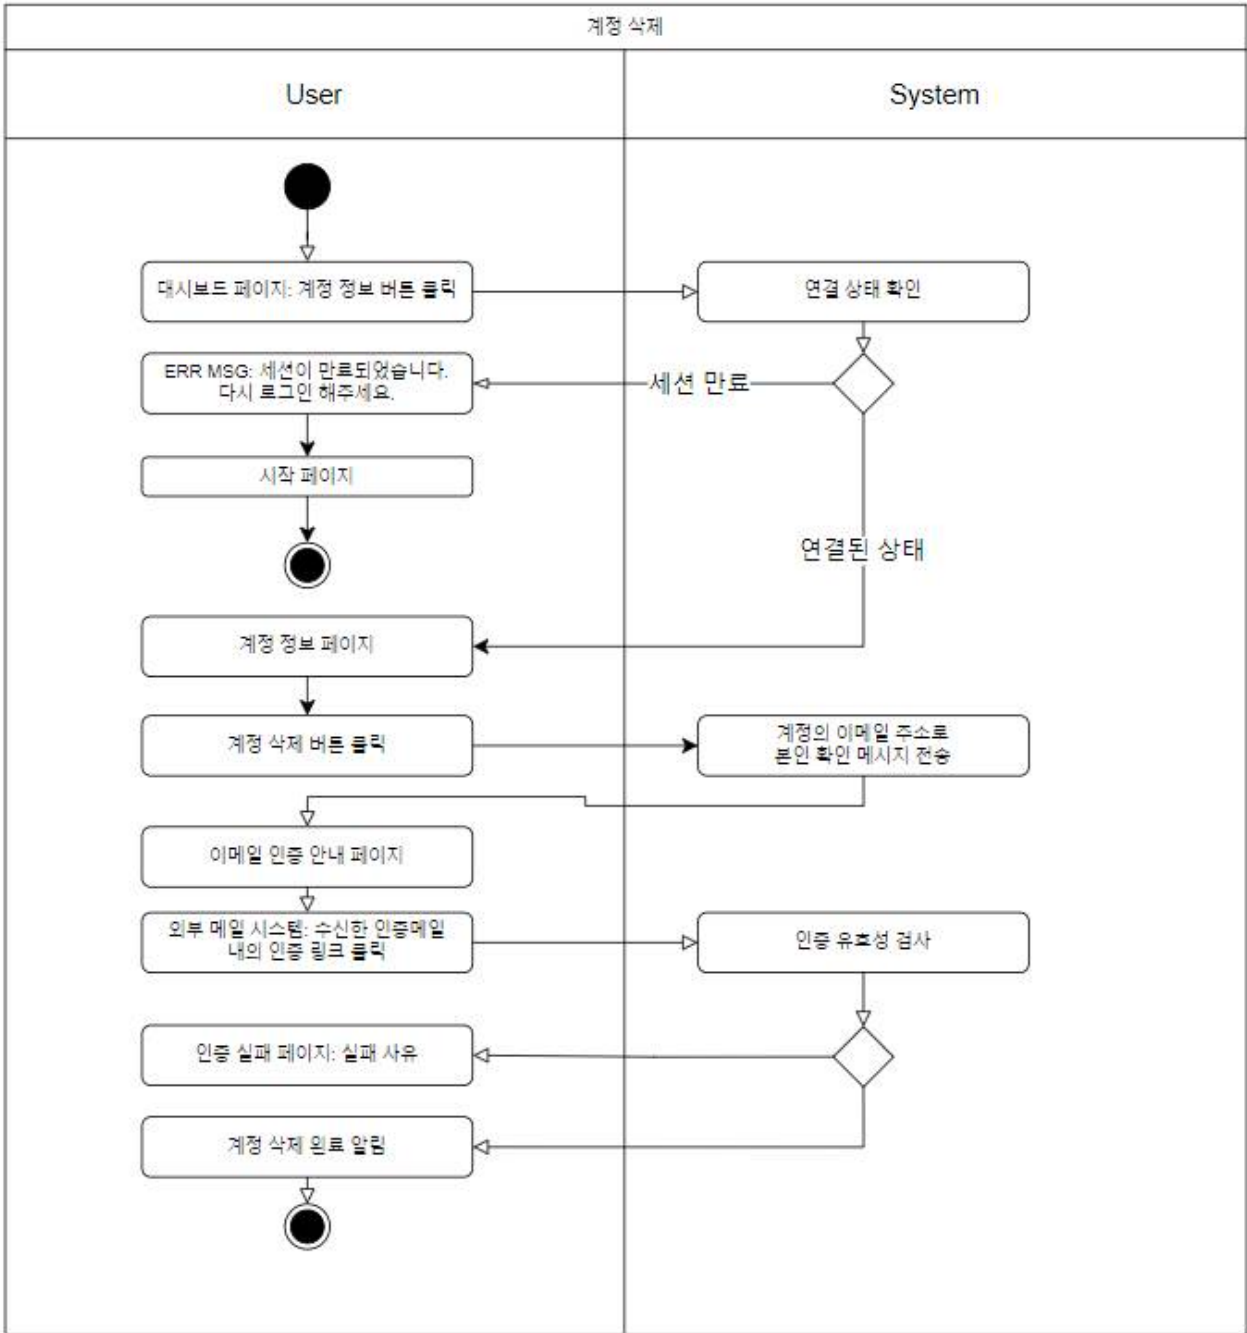 계정 삭제
User
System
대시보드 페이지: 계정 정보 버튼 클릭
연결 상태 확인
ERR MSG: 세션이 만료되었습니다.
다시 로그인 해주세요.
세션 만료
시작 페이지
연결된 상태
계정 정보 페이지
계정 삭제 버튼 클릭
계정의 이메일 주소로
본인 확인 메시지 전송
이메일 인증 안내 페이지
외부 메일 시스템: 수신한 인증메일
내의 인증 링크 클릭
인증 유효성 검사
인증 실패 페이지: 실패 사유
계정 삭제 완료 알림